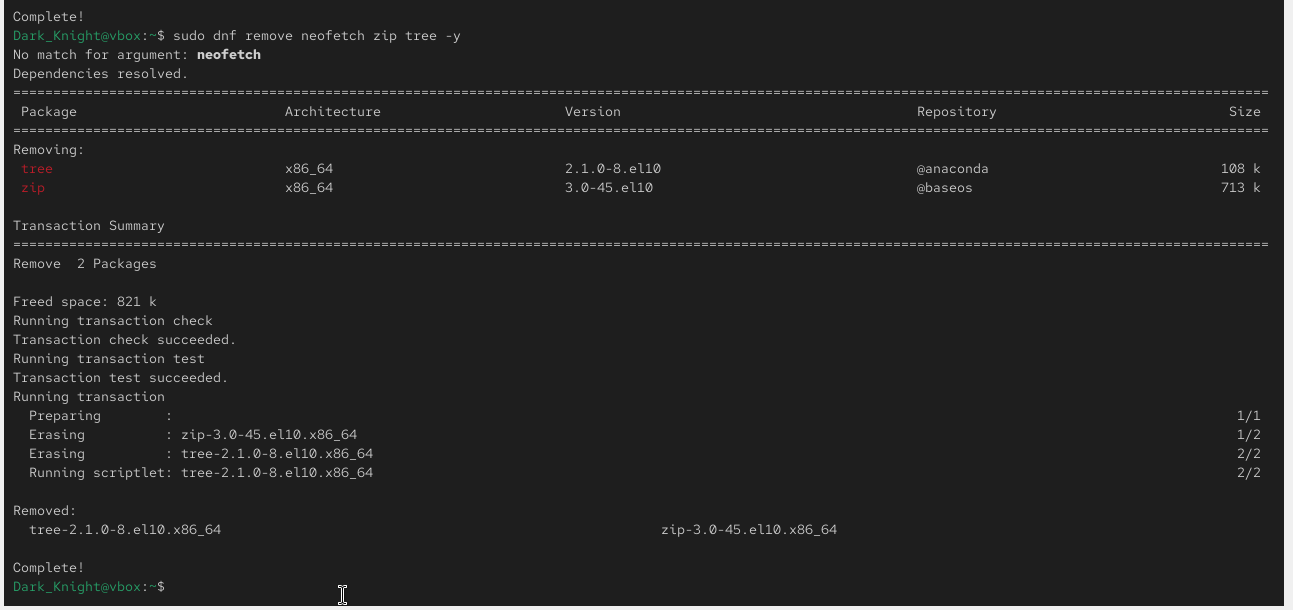 Complete!
Dark_Knight@vbox:~$ sudo dnf remove neofetch zip tree -y
No match for argument: neofetch
Dependencies resolved.
================================================================================================================================================================
Package Architecture Version Repository Size
================================================================================================================================================================
Removing:
tree x86_64 2.1.0-8.el10 @anaconda 108 k
zip x86_64 3.0-45.el10 @baseos 713 k
Transaction Summary
================================================================================================================================================================
Remove 2 Packages
Freed space: 821 k
Running transaction check
Transaction check succeeded.
Running transaction test
Transaction test succeeded.
Running transaction
Preparing : 1/1
Erasing : zip-3.0-45.el10.x86_64 1/2
Erasing : tree-2.1.0-8.el10.x86_64 2/2
Running scriptlet: tree-2.1.0-8.el10.x86_64 2/2
Removed:
tree-2.1.0-8.el10.x86_64 zip-3.0-45.el10.x86_64
Complete!
Dark_Knight@vbox:~$